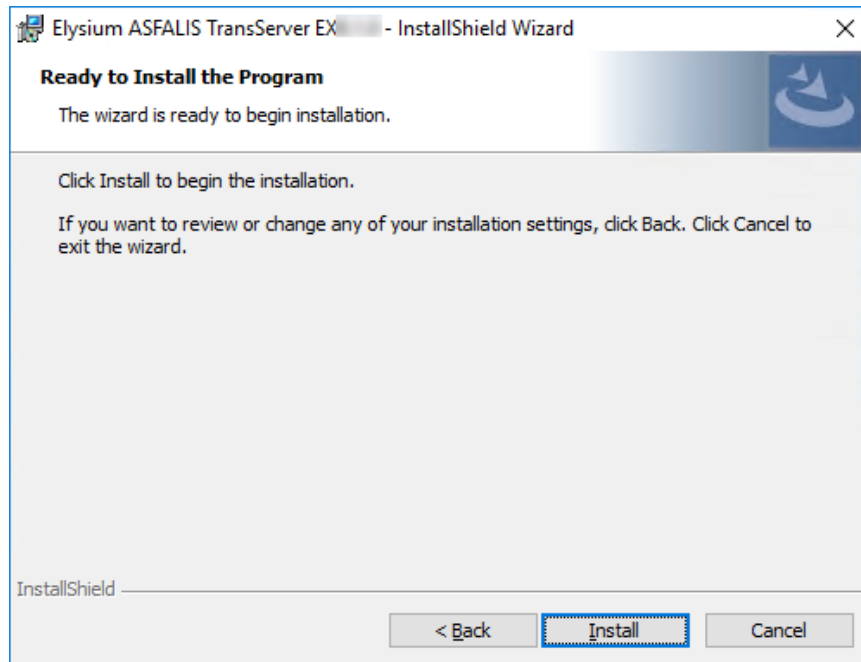 Elysium ASFALIS TransServer EX - InstallShield Wizard
Ready to Install the Program
The wizard is ready to begin installation.
Click Install to begin the installation.
If you want to review or change any of your installation settings, click Back. Click Cancel to
exit the wizard.
InstallShield
< Back Install Cancel